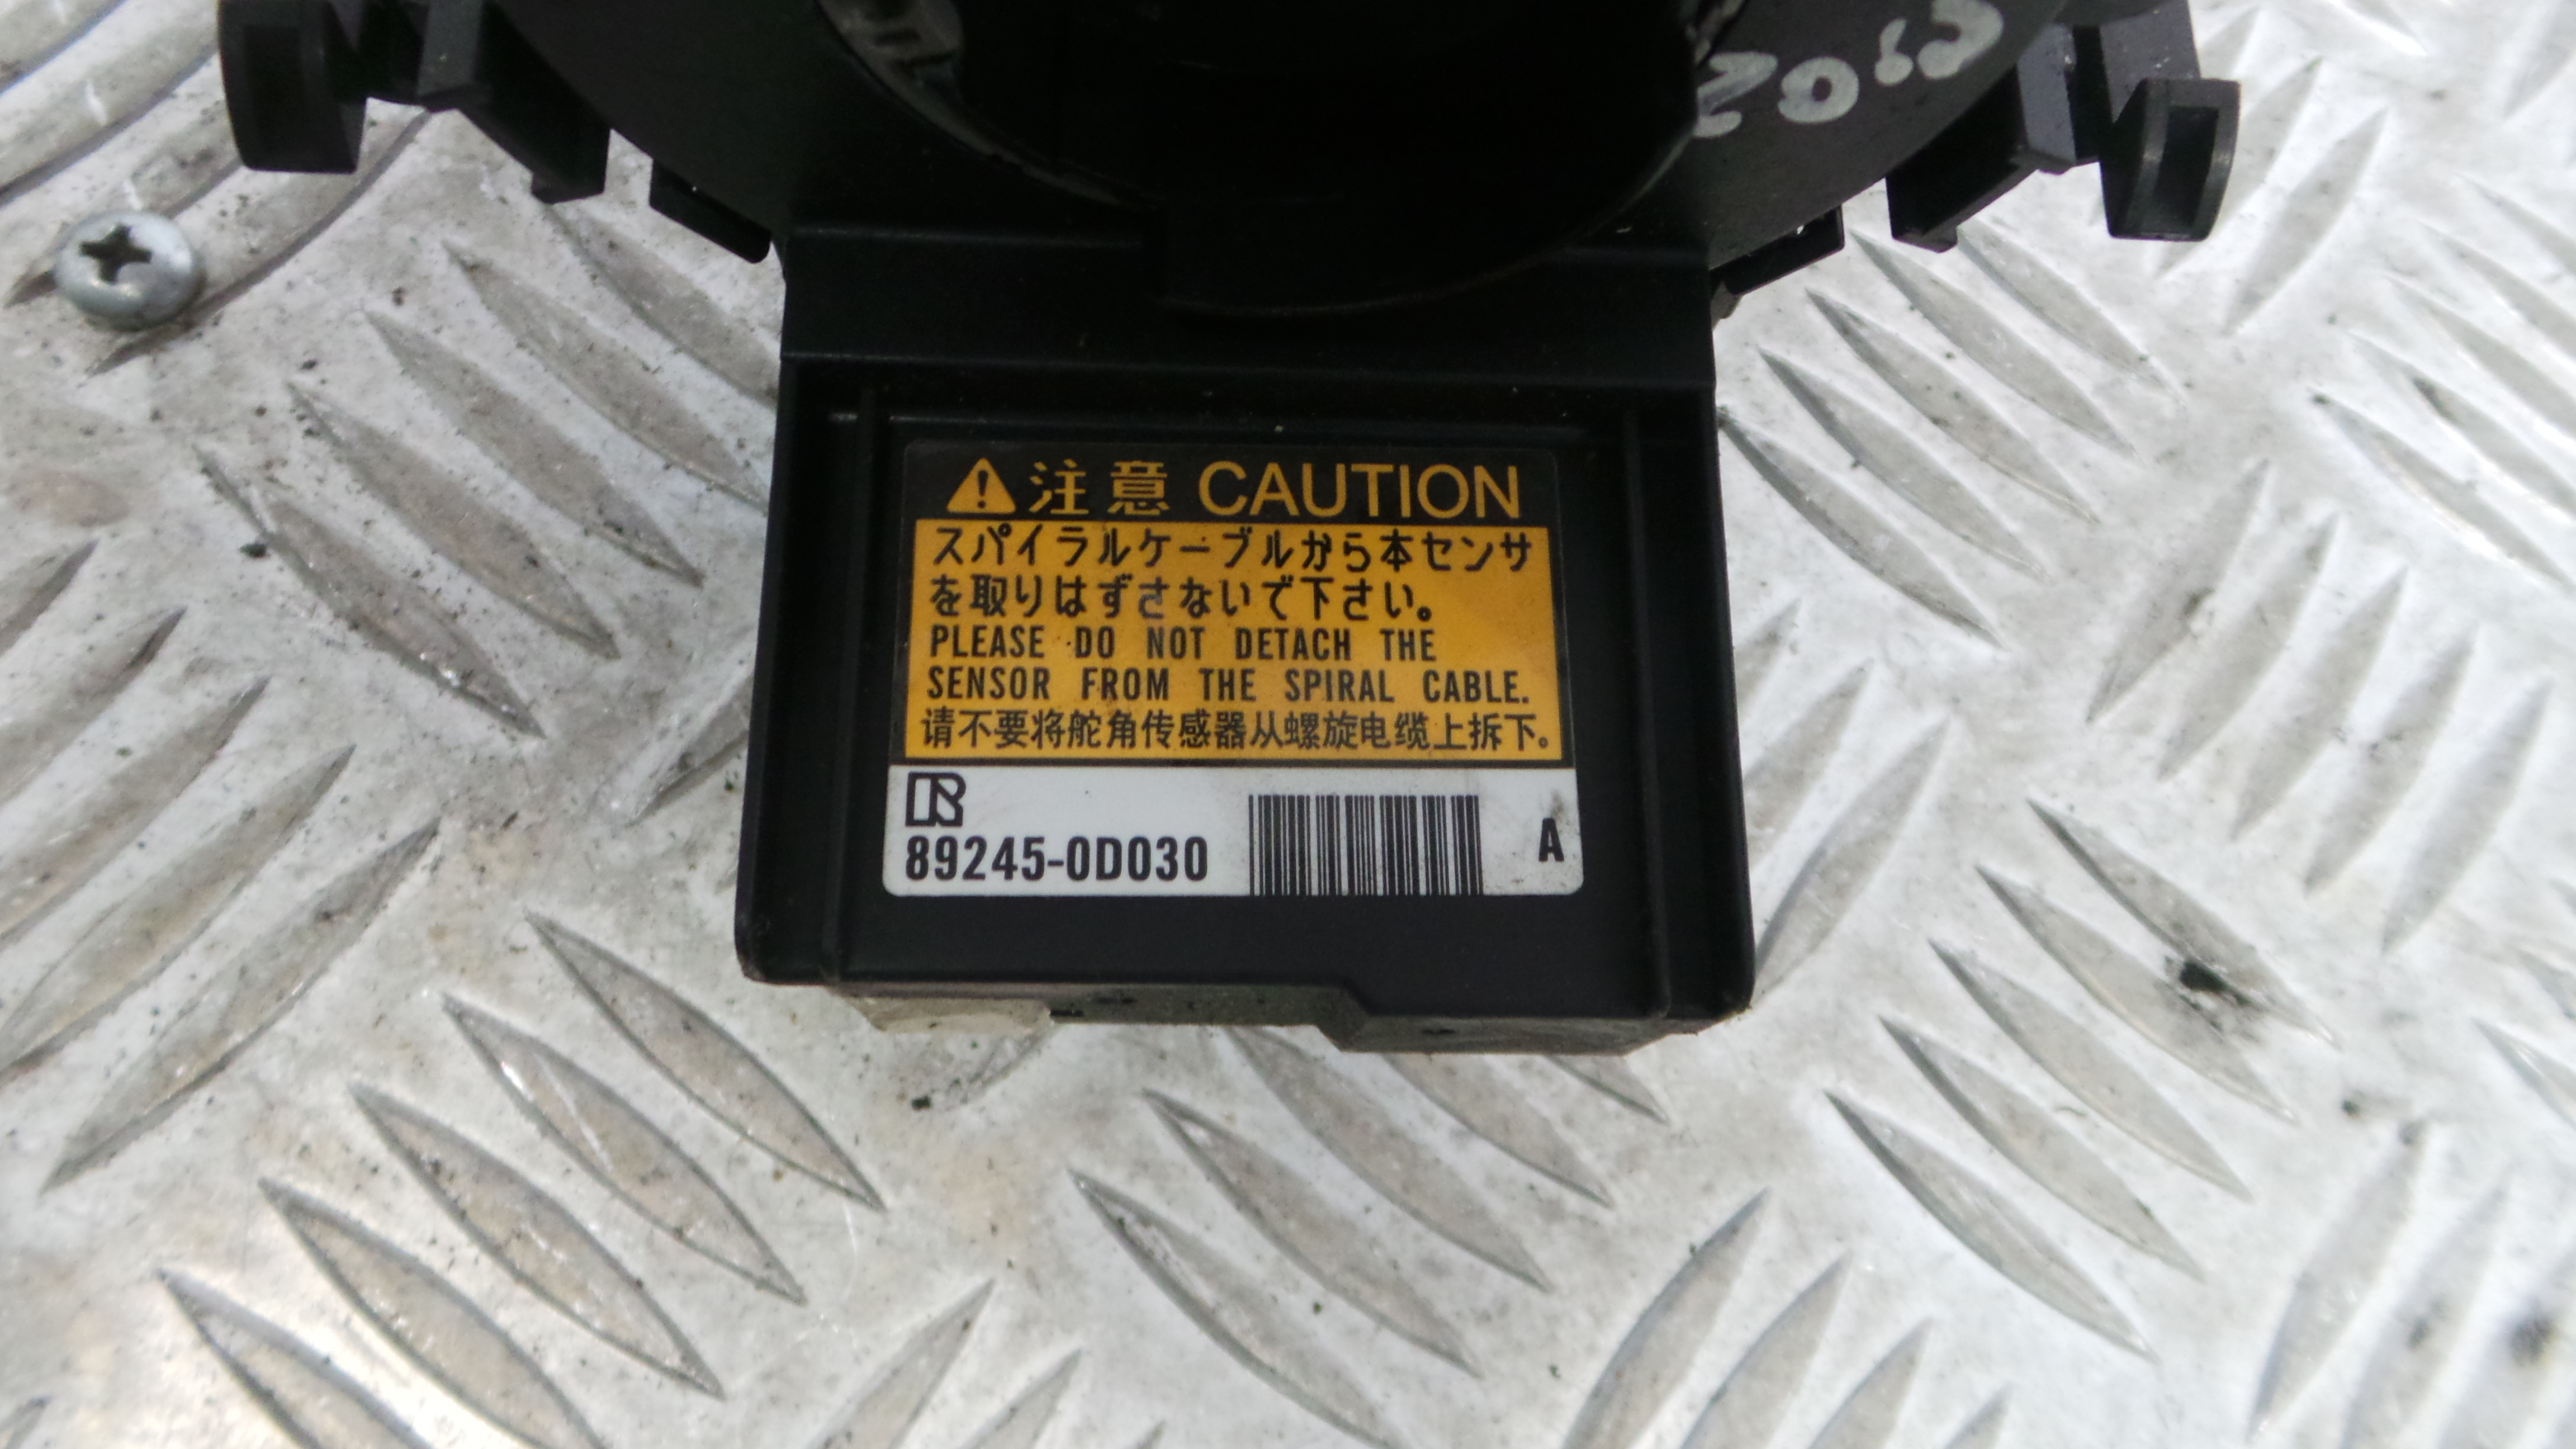 2013
注意 CAUTION
スパイラルケーブルから本センサ
を取りはずさないで下さい。
PLEASE DO NOT DETACH THE
SENSOR FROM THE SPIRAL CABLE.
请不要将舵角传感器从螺旋电缆上拆下。
R
89245-0D030
A